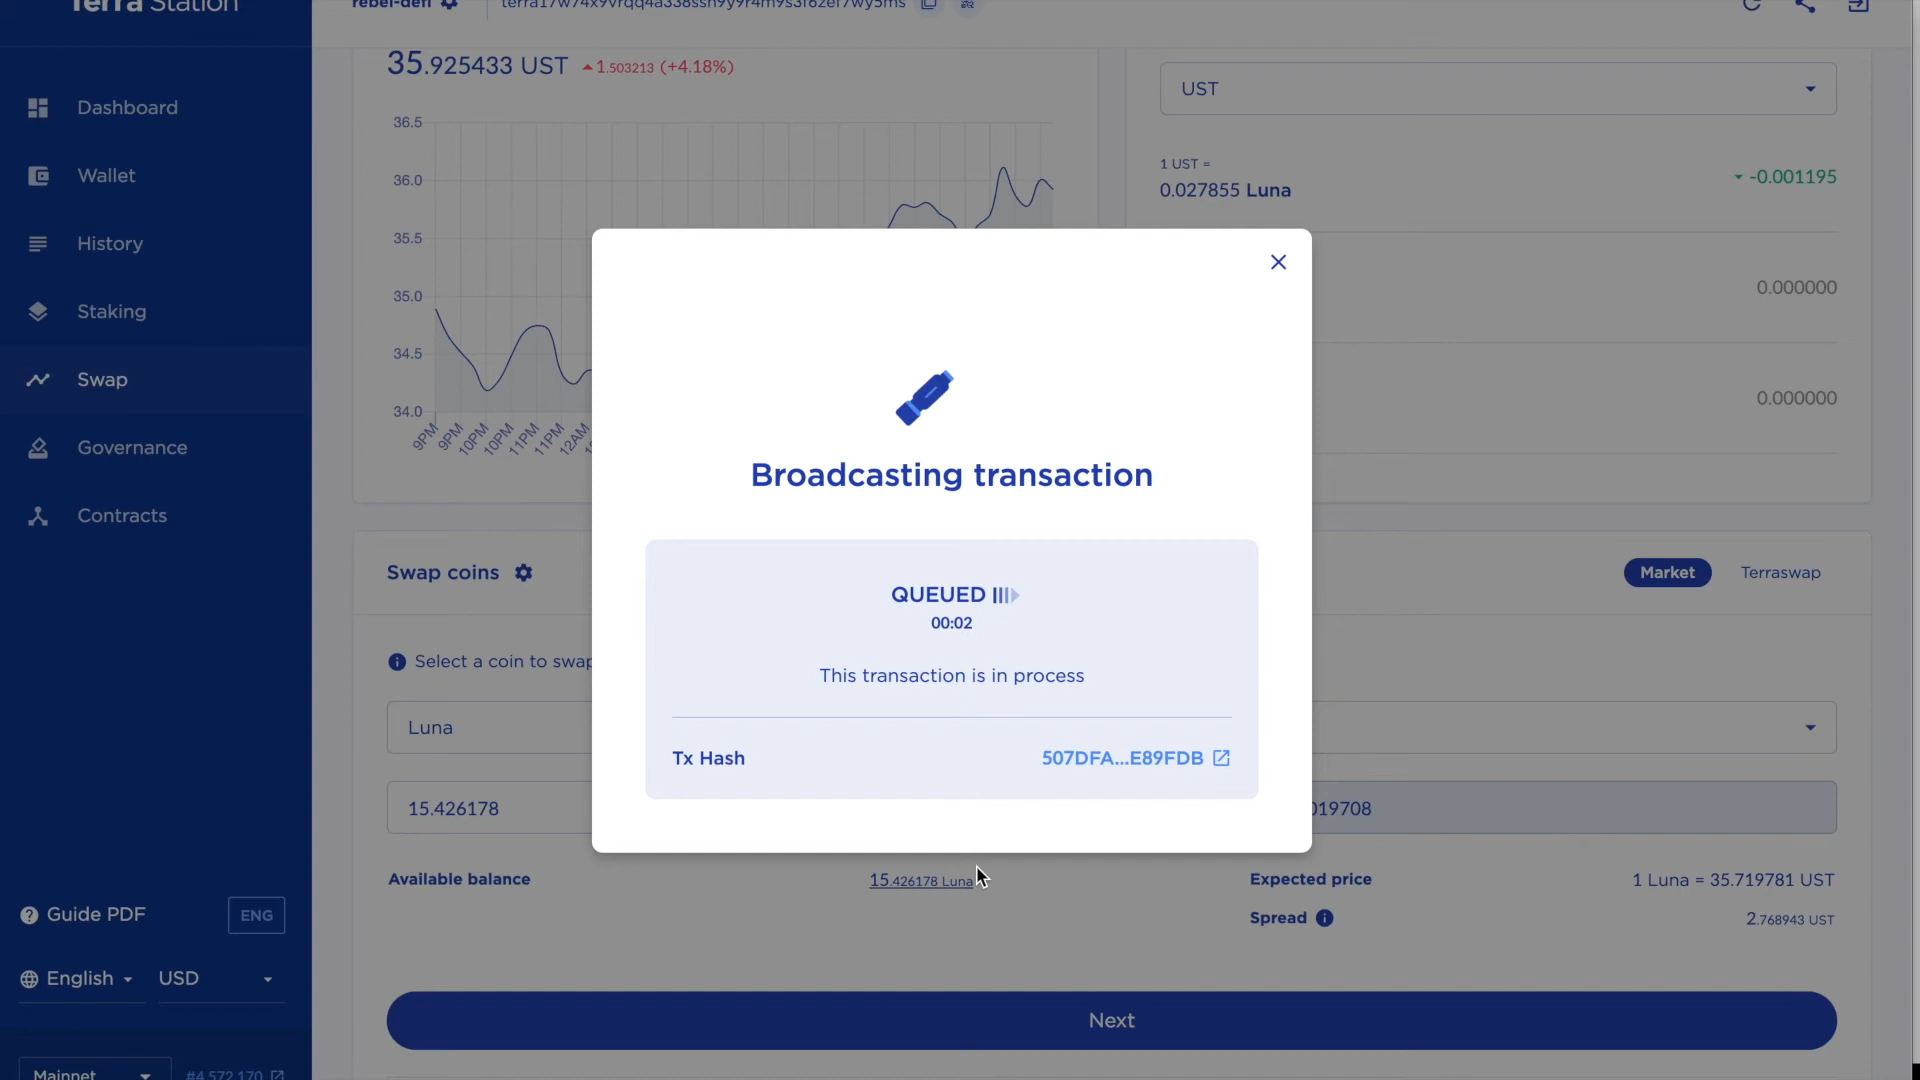 Terra Station
rebel-defi
Dashboard
Wallet
History
Staking
Swap
Governance
Contracts
Guide PDF
ENG
English
USD
Mainnet
#4,572,170
35.925433 UST
1.503213 (+4.18%)
36.5
36.0
35.5
35.0
34.5
34.0
9PM
9PM
10PM
10PM
11PM
11PM
12AM
UST
1 UST =
0.027855 Luna
-0.001195
0.000000
0.000000
Broadcasting transaction
QUEUED
00:02
This transaction is in process
Tx Hash
507DFA...E89FDB
Swap coins
Market
Terraswap
Select a coin to swap
Luna
15.426178
019708
Available balance
15.426178 Luna
Expected price
1 Luna = 35.719781 UST
Spread
2.768943 UST
Next